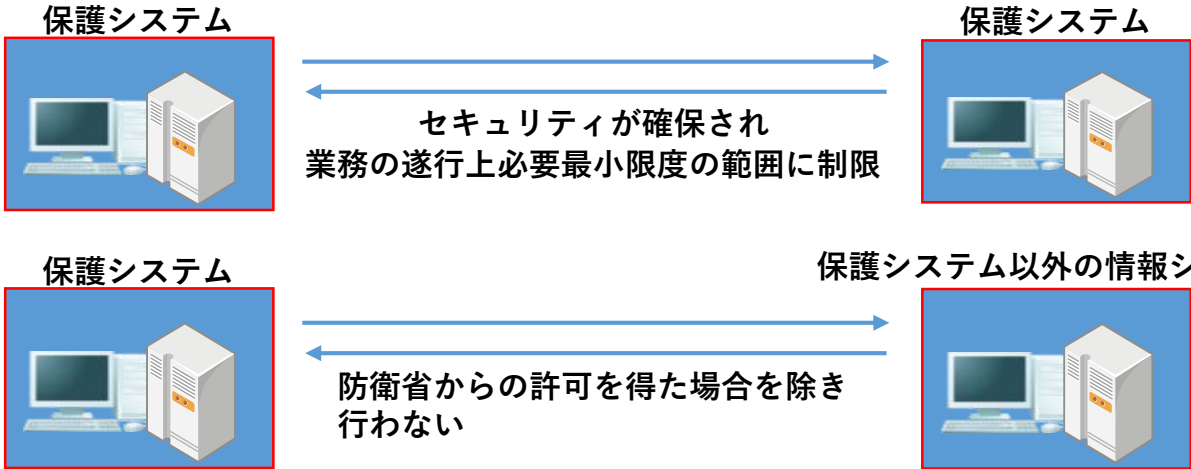 保護システム
保護システム
セキュリティが確保され
業務の遂行上必要最小限度の範囲に制限
保護システム
保護システム以外の情報シ
防衛省からの許可を得た場合を除き
行わない